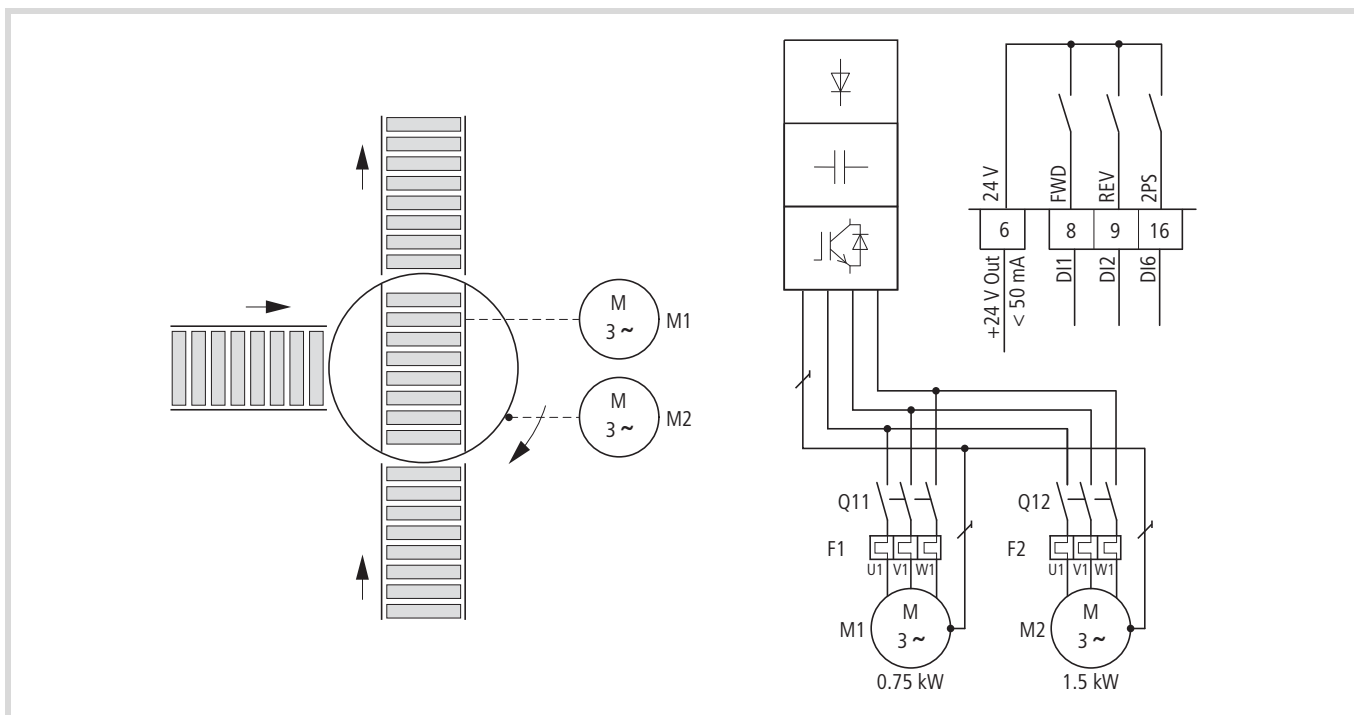 M
3 ~
M1
M
3 ~
M2
24 V
FWD
REV
2PS
6
8
9
16
+24 V Out
< 50 mA
DI1
DI2
DI6
Q11
Q12
F1
F2
U1 V1 W1
U1 V1 W1
M1
M
3 ~
0.75 kW
M2
M
3 ~
1.5 kW